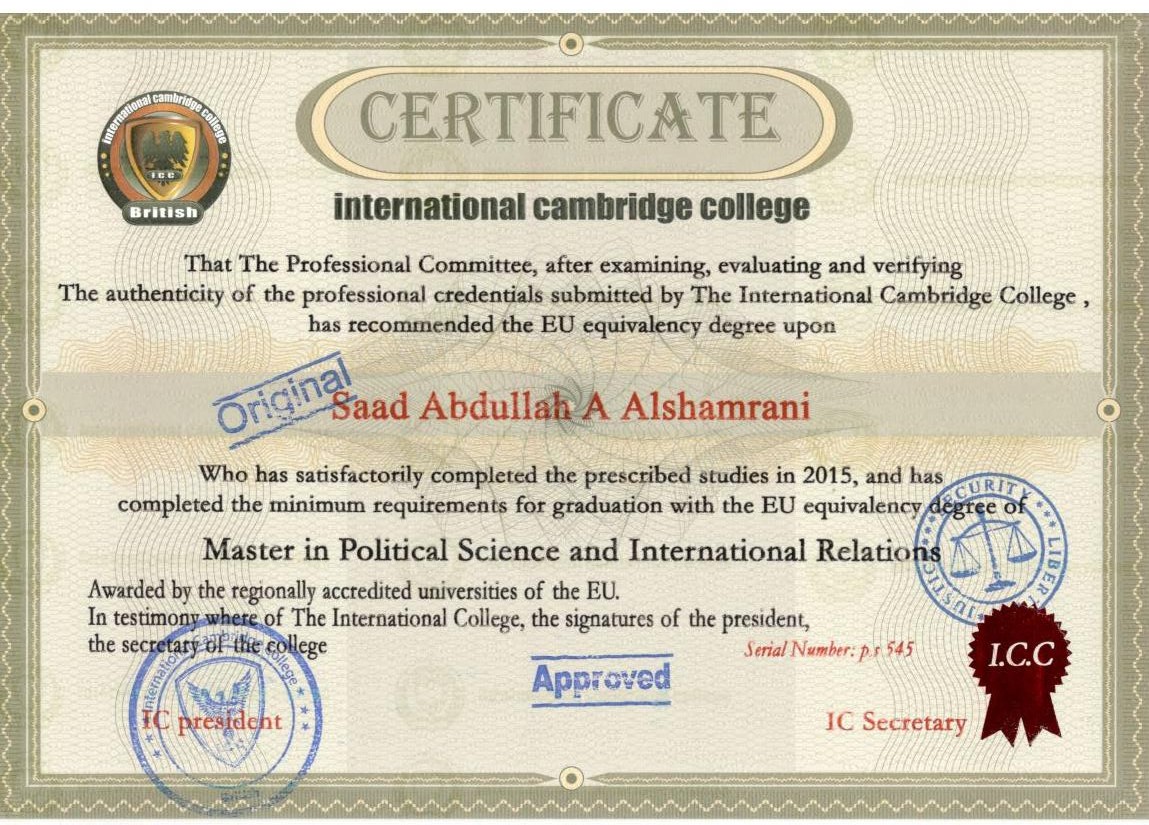 CERTIFICATE
international cambridge college
I C C
British
international cambridge college
That The Professional Committee, after examining, evaluating and verifying
The authenticity of the professional credentials submitted by The International Cambridge College ,
has recommended the EU equivalency degree upon
Original
Saad Abdullah A Alshamrani
Who has satisfactorily completed the prescribed studies in 2015, and has
completed the minimum requirements for graduation with the EU equivalency degree of
SECURITY LIBERTY JUSTICE
Master in Political Science and International Relations
Awarded by the regionally accredited universities of the EU.
In testimony where of The International College, the signatures of the president,
the secretary of the college
Serial Number: p.s 545
I.C.C
International Cambridge College
Approved
IC president
IC Secretary